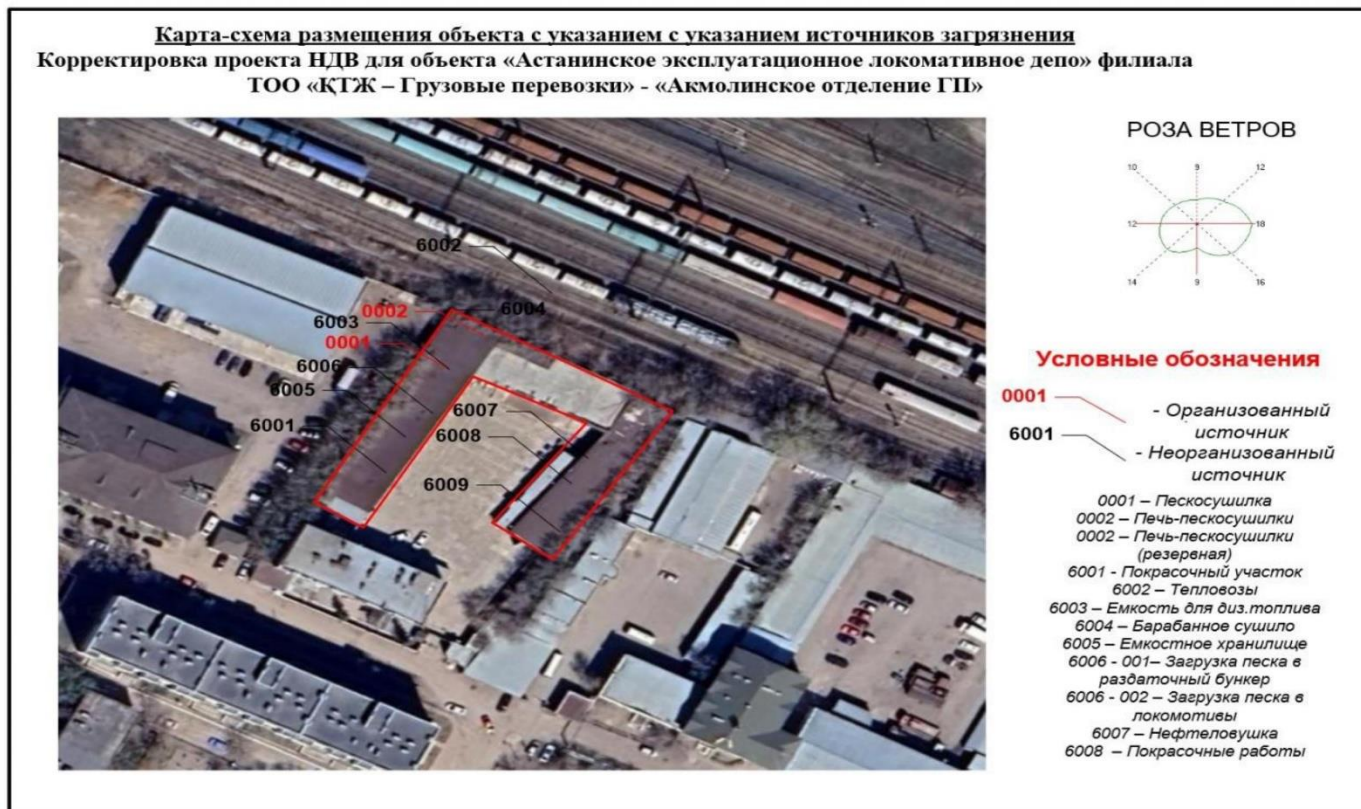 Карта-схема размещения объекта с указанием с указанием источников загрязнения
Корректировка проекта НДВ для объекта «Астанинское эксплуатационное локомативное депо» филиала
ТОО «ҚТЖ – Грузовые перевозки» - «Акмолинское отделение ГП»
РОЗА ВЕТРОВ
10
9
12
12
18
14
9
16
6002
0002
6004
6003
0001
6006
6005
6001
6007
6008
6009
Условные обозначения
0001
- Организованный
источник
6001
- Неорганизованный
источник
0001 – Пескосушилка
0002 – Печь-пескосушилки
0002 – Печь-пескосушилки
(резервная)
6001 - Покрасочный участок
6002 – Тепловозы
6003 – Емкость для диз.топлива
6004 – Барабанное сушило
6005 – Емкостное хранилище
6006 - 001– Загрузка песка в
раздаточный бункер
6006 - 002 – Загрузка песка в
локомотивы
6007 – Нефтеловушка
6008 – Покрасочные работы